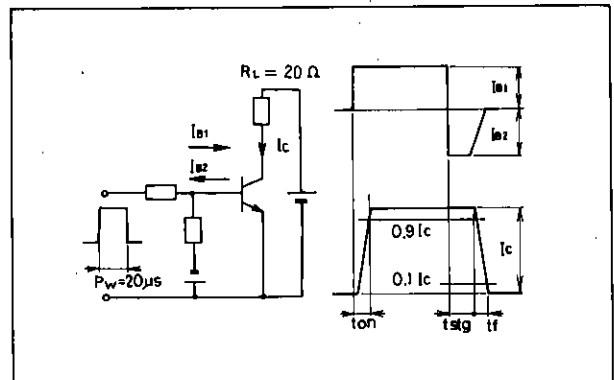 RL = 20 Ω
IB1
IB2
Ic
Pw=20µs
IB1
IB2
0.9 Ic
Ic
0.1 Ic
ton
tstg
tf